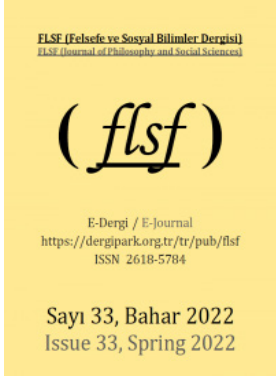 FLSF (Felsefe ve Sosyal Bilimler Dergisi)
FLSF (Journal of Philosophy and Social Sciences)
( flsf )
E-Dergi / E-Journal
https://dergipark.org.tr/tr/pub/flsf
ISSN 2618-5784
Sayı 33, Bahar 2022
Issue 33, Spring 2022